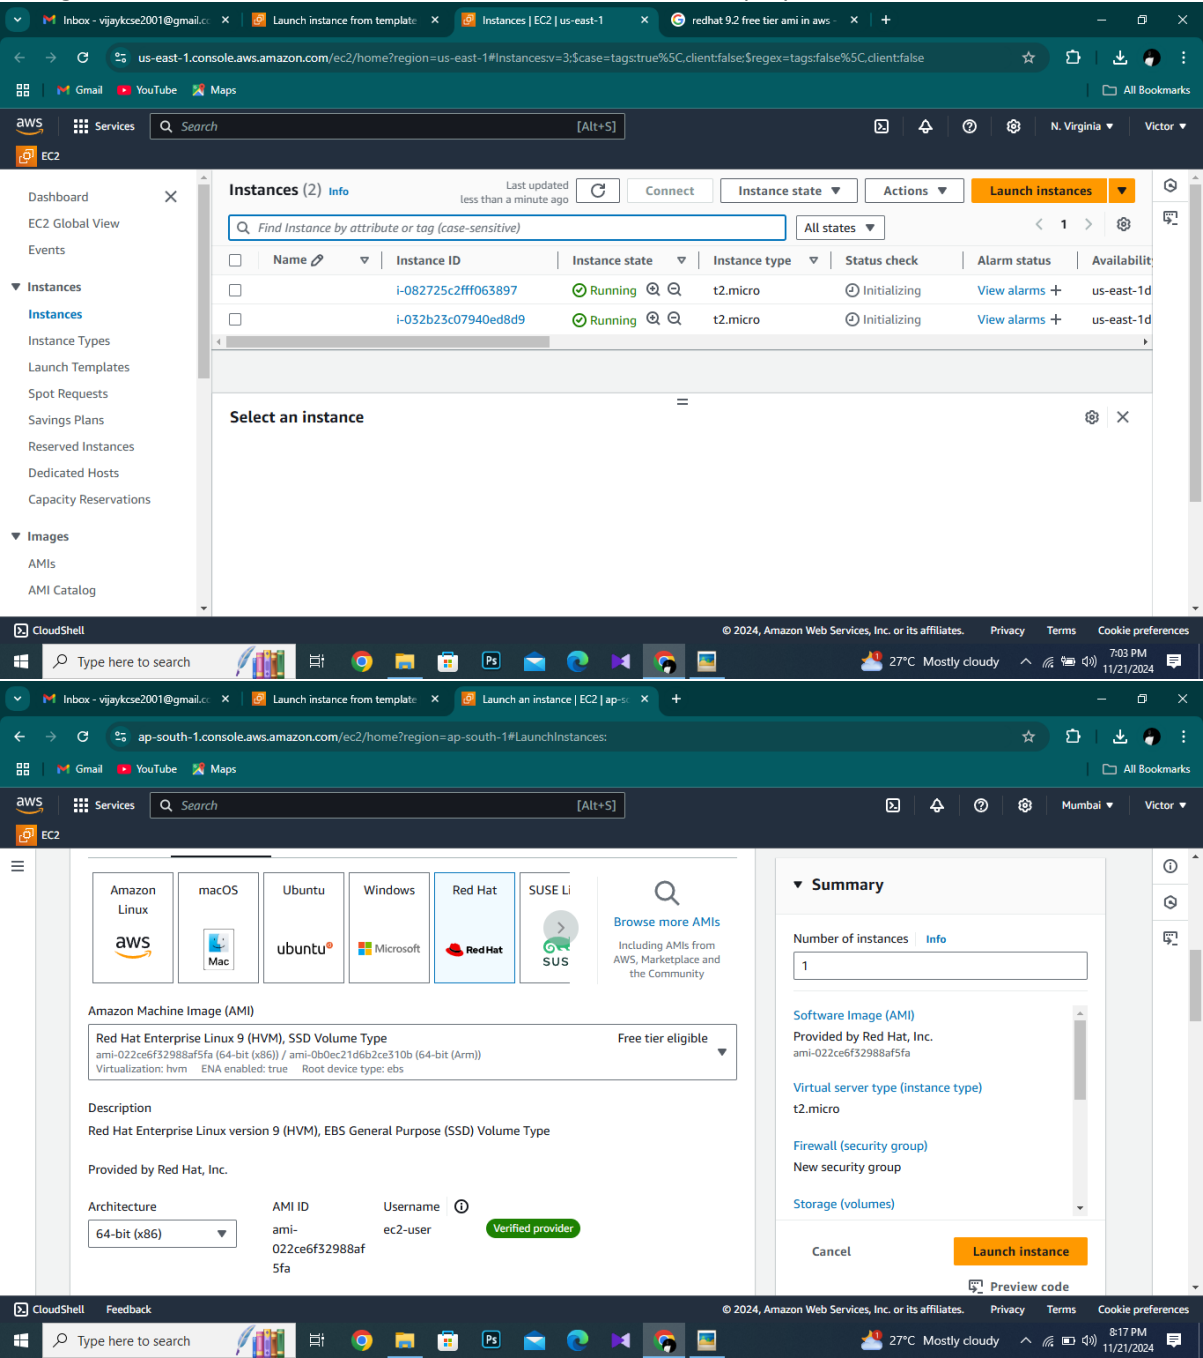 Inbox - vijaykcse2001@gmail.cc
Launch instance from template
Instances | EC2 | us-east-1
redhat 9.2 free tier ami in aws -
us-east-1.console.aws.amazon.com/ec2/home?region=us-east-1#Instances:v=3;$case=tags:true%5C,client:false;$regex=tags:false%5C,client:false
Gmail YouTube Maps All Bookmarks
aws Services Search [Alt+S] N. Virginia Victor
EC2
Dashboard
EC2 Global View
Events
Instances
Instances
Instance Types
Launch Templates
Spot Requests
Savings Plans
Reserved Instances
Dedicated Hosts
Capacity Reservations
Images
AMIs
AMI Catalog
Instances (2) Info
Last updated
less than a minute ago
Connect Instance state Actions Launch instances
Find Instance by attribute or tag (case-sensitive) All states 1
Name Instance ID Instance state Instance type Status check Alarm status Availabilit
i-082725c2fff063897 Running t2.micro Initializing View alarms + us-east-1d
i-032b23c07940ed8d9 Running t2.micro Initializing View alarms + us-east-1d
Select an instance
CloudShell © 2024, Amazon Web Services, Inc. or its affiliates. Privacy Terms Cookie preferences
Type here to search Ps 27°C Mostly cloudy 7:03 PM
11/21/2024
Inbox - vijaykcse2001@gmail.cc
Launch instance from template
Launch an instance | EC2 | ap-so
ap-south-1.console.aws.amazon.com/ec2/home?region=ap-south-1#LaunchInstances:
Gmail YouTube Maps All Bookmarks
aws Services Search [Alt+S] Mumbai Victor
EC2
Amazon
Linux
aws
macOS
Mac
Ubuntu
ubuntu
Windows
Microsoft
Red Hat
Red Hat
SUSE Li
SUS
Browse more AMIs
Including AMIs from
AWS, Marketplace and
the Community
Amazon Machine Image (AMI)
Red Hat Enterprise Linux 9 (HVM), SSD Volume Type Free tier eligible
ami-022ce6f32988af5fa (64-bit (x86)) / ami-0b0ec21d6b2ce310b (64-bit (Arm))
Virtualization: hvm ENA enabled: true Root device type: ebs
Description
Red Hat Enterprise Linux version 9 (HVM), EBS General Purpose (SSD) Volume Type
Provided by Red Hat, Inc.
Architecture
64-bit (x86)
AMI ID
ami-
022ce6f32988af
5fa
Username
ec2-user
Verified provider
Summary
Number of instances Info
1
Software Image (AMI)
Provided by Red Hat, Inc.
ami-022ce6f32988af5fa
Virtual server type (instance type)
t2.micro
Firewall (security group)
New security group
Storage (volumes)
Cancel Launch instance
Preview code
CloudShell Feedback © 2024, Amazon Web Services, Inc. or its affiliates. Privacy Terms Cookie preferences
Type here to search Ps 27°C Mostly cloudy 8:17 PM
11/21/2024